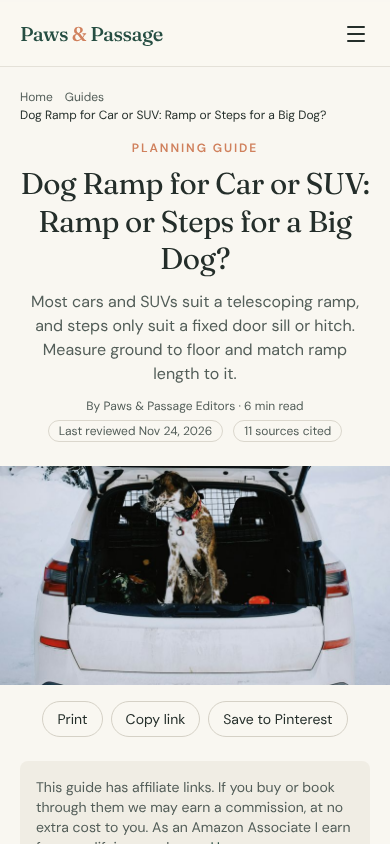 Paws & Passage
Home Guides
Dog Ramp for Car or SUV: Ramp or Steps for a Big Dog?
PLANNING GUIDE
Dog Ramp for Car or SUV:
Ramp or Steps for a Big
Dog?
Most cars and SUVs suit a telescoping ramp,
and steps only suit a fixed door sill or hitch.
Measure ground to floor and match ramp
length to it.
By Paws & Passage Editors · 6 min read
Last reviewed Nov 24, 2026 11 sources cited
Print Copy link Save to Pinterest
This guide has affiliate links. If you buy or book
through them we may earn a commission, at no
extra cost to you. As an Amazon Associate I earn